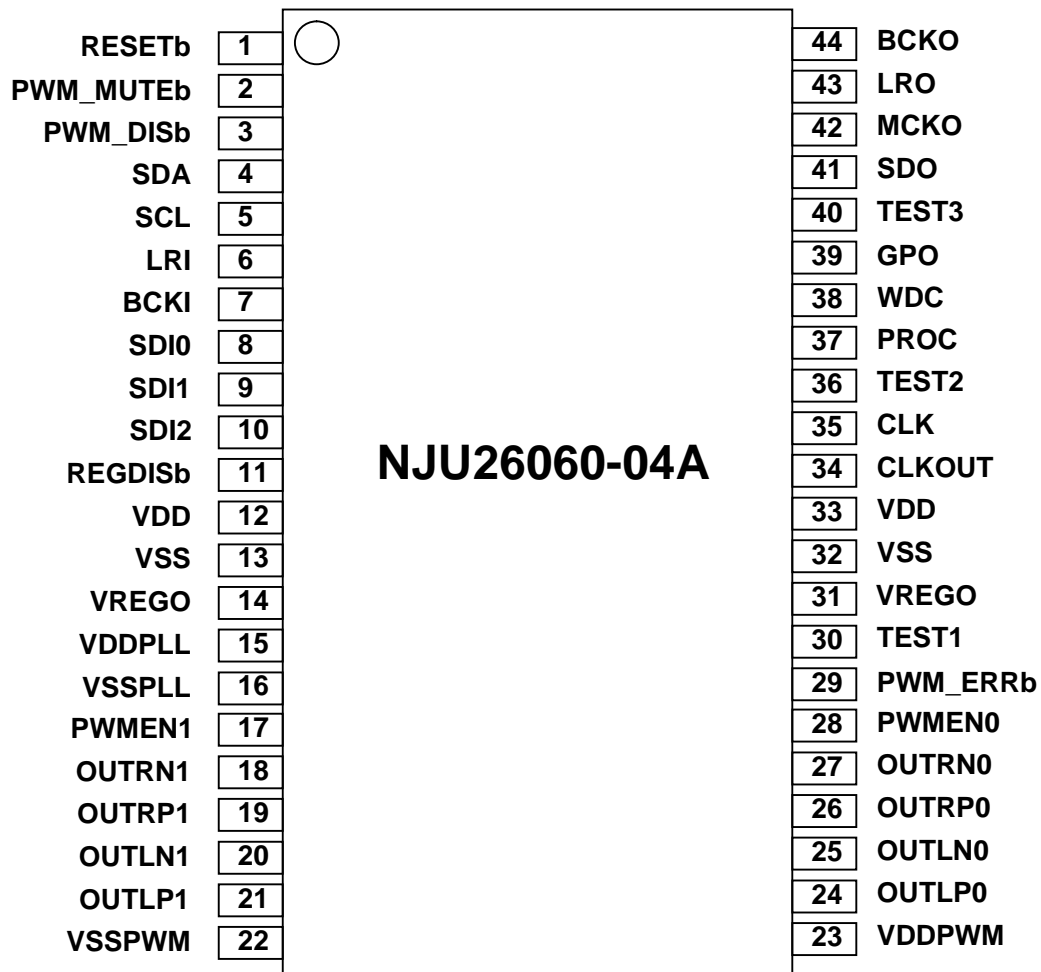 RESETb 1 44 BCKO
PWM_MUTEb 2 43 LRO
PWM_DISb 3 42 MCKO
SDA 4 41 SDO
SCL 5 40 TEST3
LRI 6 39 GPO
BCKI 7 38 WDC
SDI0 8 37 PROC
SDI1 9 36 TEST2
SDI2 10 35 CLK
REGDISb 11 NJU26060-04A 34 CLKOUT
VDD 12 33 VDD
VSS 13 32 VSS
VREGO 14 31 VREGO
VDDPLL 15 30 TEST1
VSSPLL 16 29 PWM_ERRb
PWMEN1 17 28 PWMEN0
OUTRN1 18 27 OUTRN0
OUTRP1 19 26 OUTRP0
OUTLN1 20 25 OUTLN0
OUTLP1 21 24 OUTLP0
VSSPWM 22 23 VDDPWM